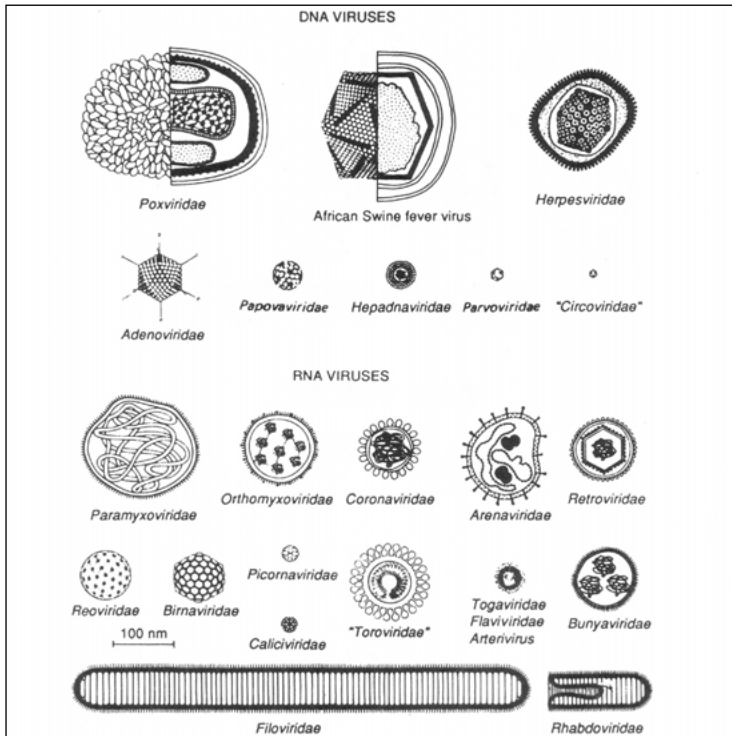 DNA VIRUSES
Poxviridae
African Swine fever virus
Herpesviridae
Adenoviridae
Papovaviridae
Hepadnaviridae
Parvoviridae
"Circoviridae"
RNA VIRUSES
Paramyxoviridae
Orthomyxoviridae
Coronaviridae
Arenaviridae
Retroviridae
Reoviridae
Birnaviridae
Picornaviridae
Caliciviridae
"Toroviridae"
Togaviridae
Flaviviridae
Arterivirus
Bunyaviridae
100 nm
Filoviridae
Rhabdoviridae